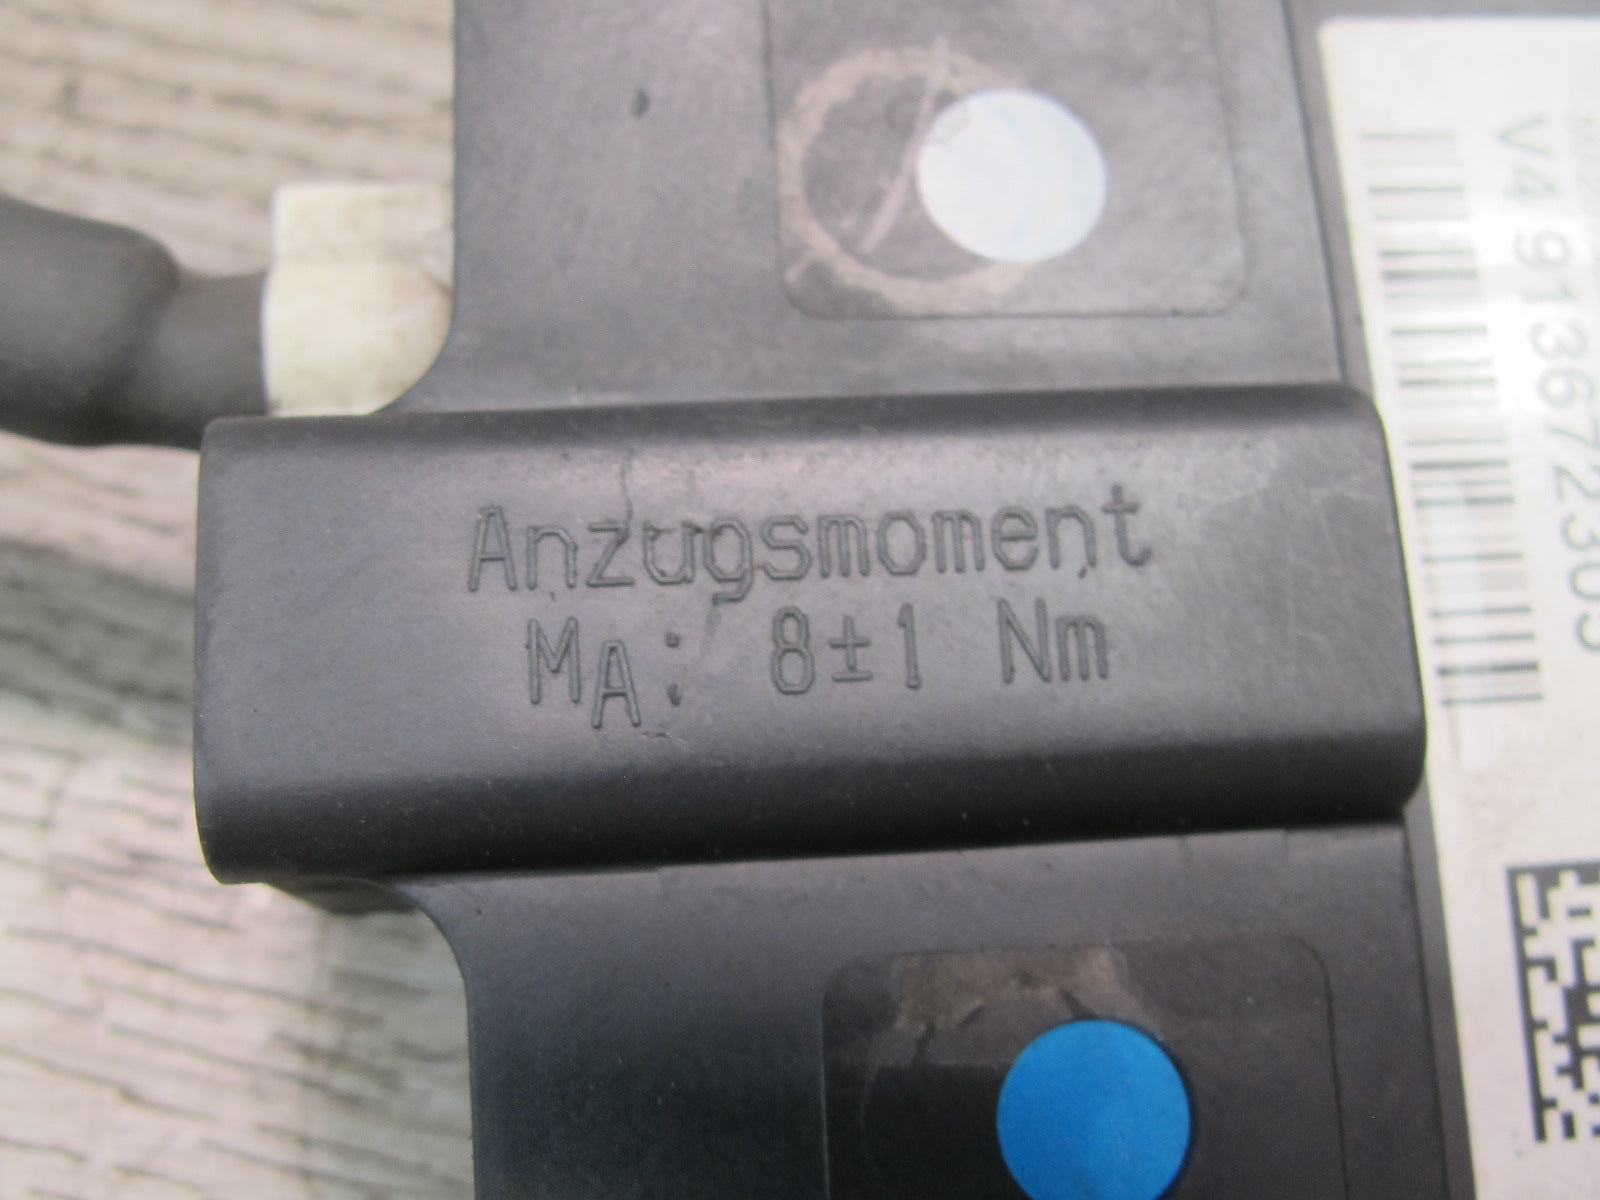 Anzugsmoment
MA: 8±1 Nm
V4 913672305